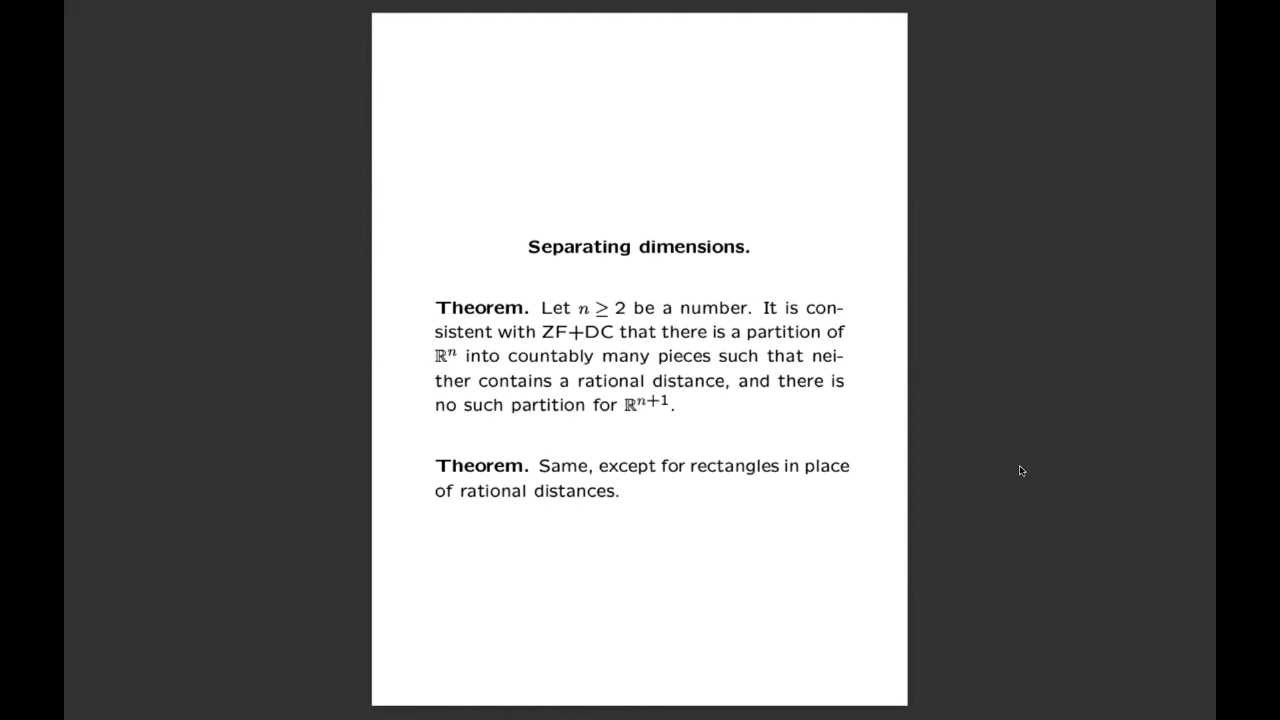 Separating dimensions.
Theorem. Let n ≥ 2 be a number. It is con-
sistent with ZF+DC that there is a partition of
ℝⁿ into countably many pieces such that nei-
ther contains a rational distance, and there is
no such partition for ℝⁿ⁺¹.
Theorem. Same, except for rectangles in place
of rational distances.